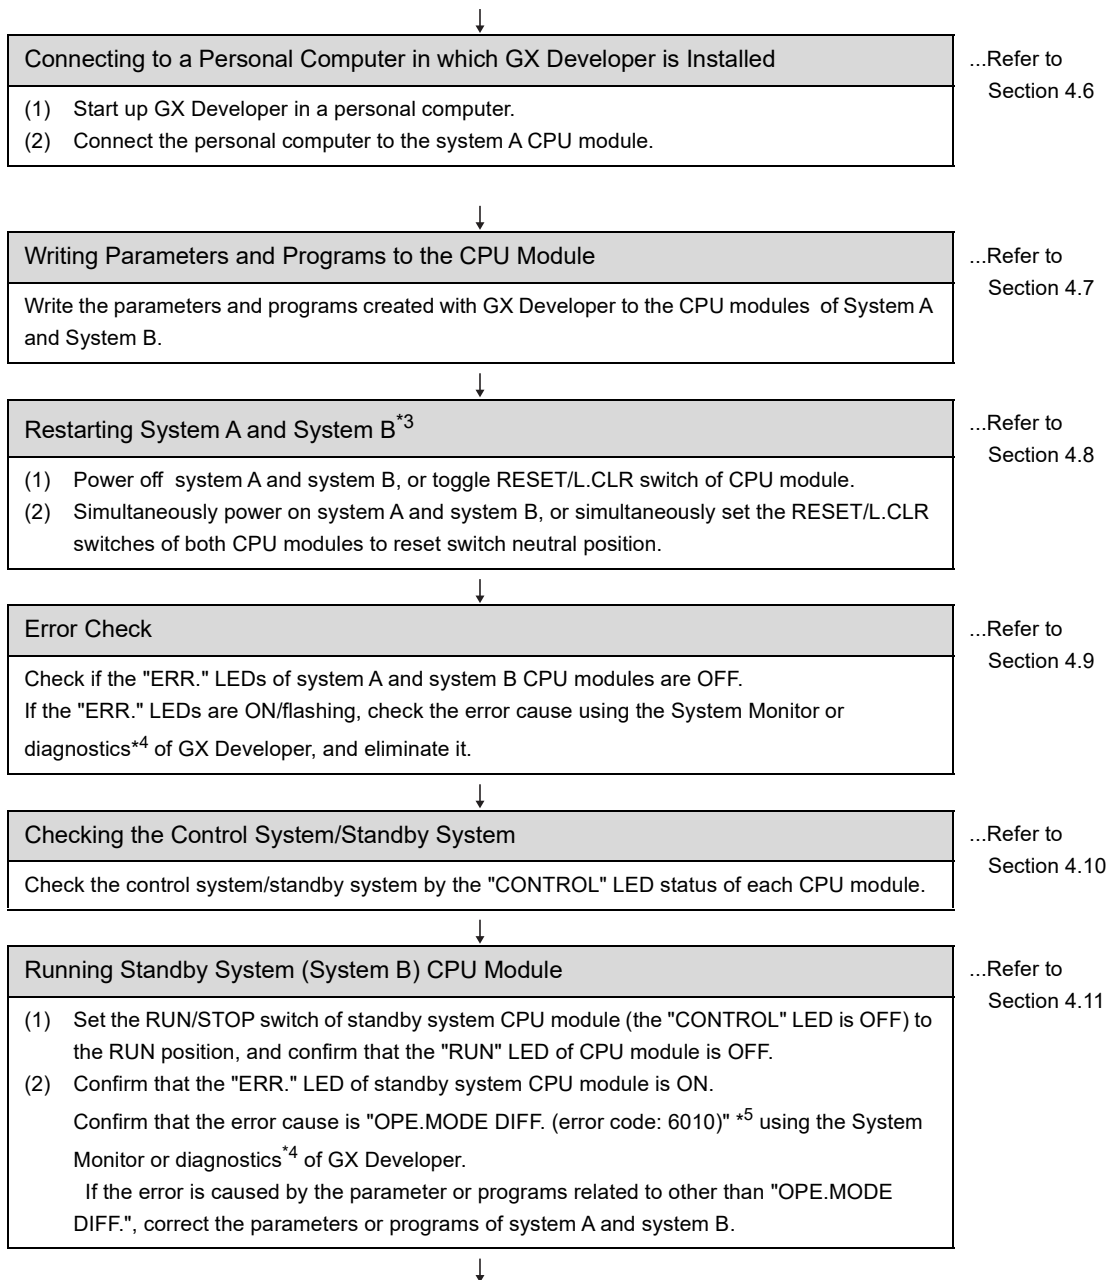 Connecting to a Personal Computer in which GX Developer is Installed
...Refer to
Section 4.6
(1) Start up GX Developer in a personal computer.
(2) Connect the personal computer to the system A CPU module.
Writing Parameters and Programs to the CPU Module
...Refer to
Section 4.7
Write the parameters and programs created with GX Developer to the CPU modules of System A
and System B.
Restarting System A and System B*3
...Refer to
Section 4.8
(1) Power off system A and system B, or toggle RESET/L.CLR switch of CPU module.
(2) Simultaneously power on system A and system B, or simultaneously set the RESET/L.CLR
switches of both CPU modules to reset switch neutral position.
Error Check
...Refer to
Section 4.9
Check if the "ERR." LEDs of system A and system B CPU modules are OFF.
If the "ERR." LEDs are ON/flashing, check the error cause using the System Monitor or
diagnostics*4 of GX Developer, and eliminate it.
Checking the Control System/Standby System
...Refer to
Section 4.10
Check the control system/standby system by the "CONTROL" LED status of each CPU module.
Running Standby System (System B) CPU Module
...Refer to
Section 4.11
(1) Set the RUN/STOP switch of standby system CPU module (the "CONTROL" LED is OFF) to
the RUN position, and confirm that the "RUN" LED of CPU module is OFF.
(2) Confirm that the "ERR." LED of standby system CPU module is ON.
Confirm that the error cause is "OPE.MODE DIFF. (error code: 6010)" *5 using the System
Monitor or diagnostics*4 of GX Developer.
If the error is caused by the parameter or programs related to other than "OPE.MODE
DIFF.", correct the parameters or programs of system A and system B.